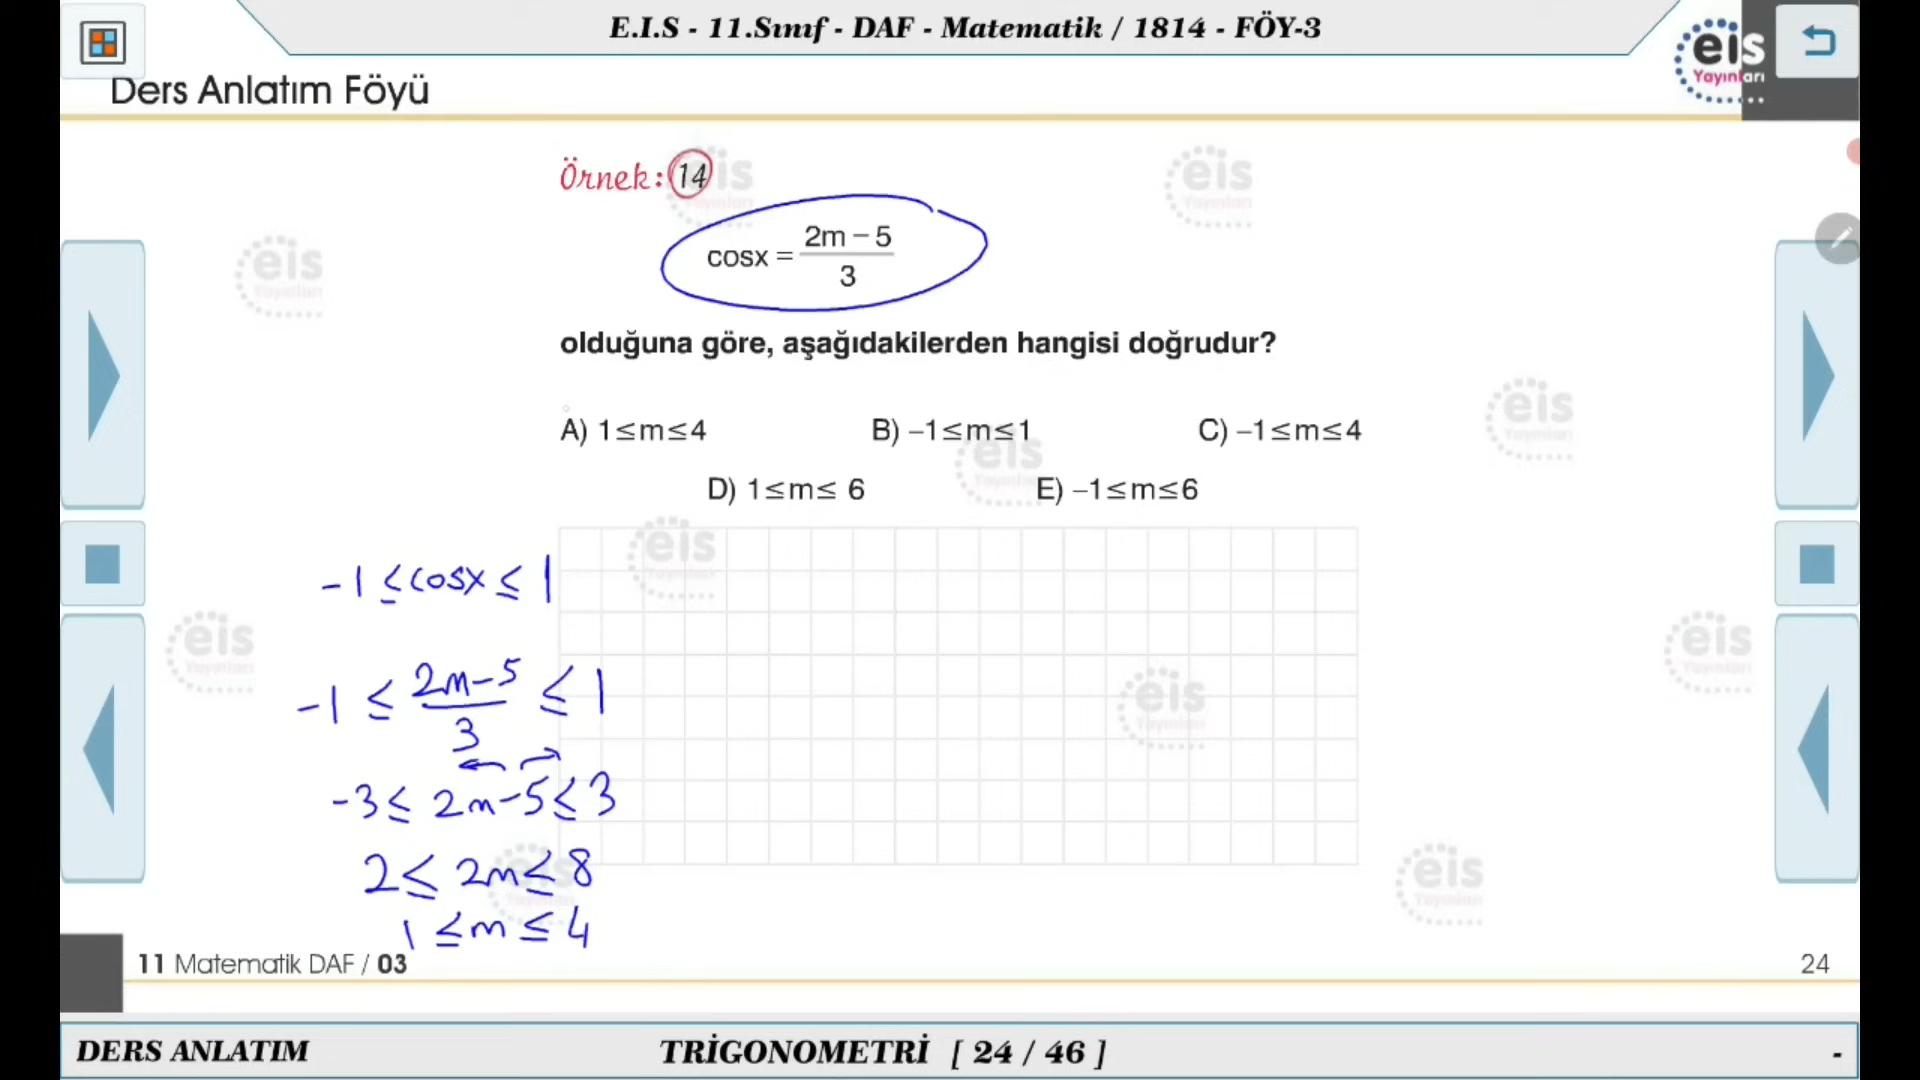 E.I.S - 11.Sınıf - DAF - Matematik / 1814 - FÖY-3
eis
Yayınları
Ders Anlatım Föyü
Örnek: 14
cosx = (2m – 5)/3
olduğuna göre, aşağıdakilerden hangisi doğrudur?
A) 1≤m≤4 B) –1≤m≤1 C) –1≤m≤4
D) 1≤m≤ 6 E) –1≤m≤6
-1 ≤ cosx ≤ 1
-1 ≤ (2m-5)/3 ≤ 1
-3 ≤ 2m-5 ≤ 3
2 ≤ 2m ≤ 8
1 ≤ m ≤ 4
11 Matematik DAF / 03
24
DERS ANLATIM
TRİGONOMETRİ [ 24 / 46 ]
-